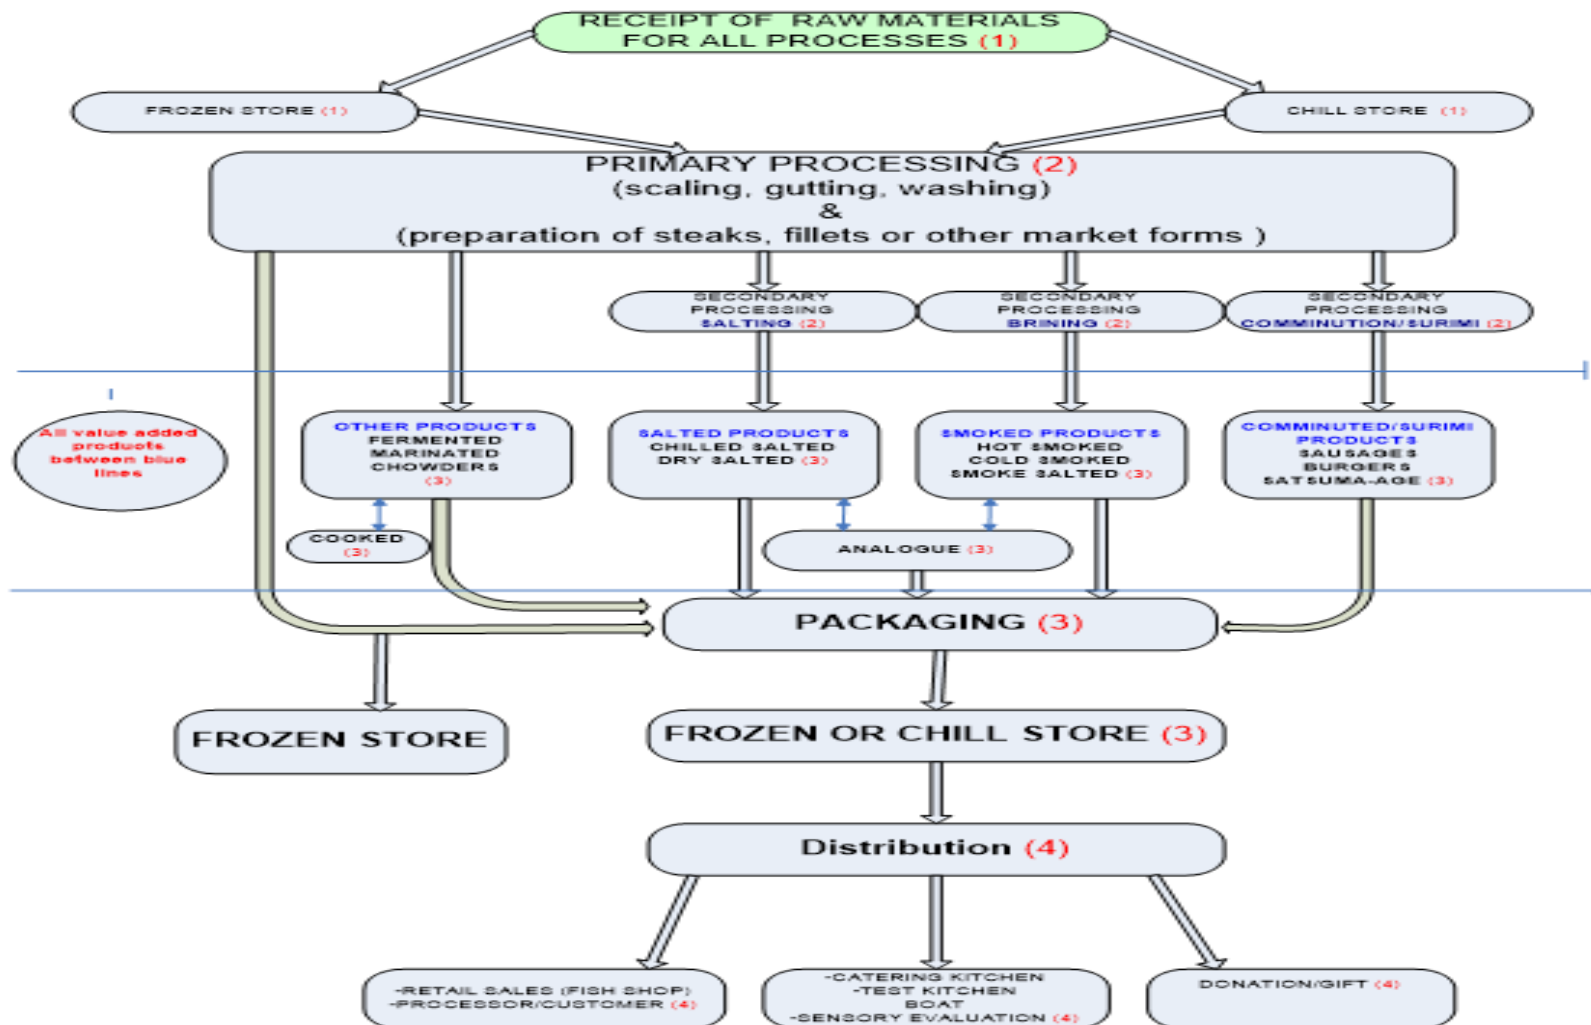 RECEIPT OF RAW MATERIALS
FOR ALL PROCESSES (1)
FROZEN STORE (1)
CHILL STORE (1)
PRIMARY PROCESSING (2)
(scaling, gutting, washing)
&
(preparation of steaks, fillets or other market forms )
SECONDARY
PROCESSING
SALTING (2)
SECONDARY
PROCESSING
BRINING (2)
SECONDARY
PROCESSING
COMMINUTION/SURIMI (2)
All value added
products
between blue
lines
OTHER PRODUCTS
FERMENTED
MARINATED
CHOWDERS
(3)
SALTED PRODUCTS
CHILLED SALTED
DRY SALTED (3)
SMOKED PRODUCTS
HOT SMOKED
COLD SMOKED
SMOKE SALTED (3)
COMMINUTED/SURIMI
PRODUCTS
SAUSAGES
BURGERS
SATSUMA-AGE (3)
COOKED
(3)
ANALOGUE (3)
PACKAGING (3)
FROZEN STORE
FROZEN OR CHILL STORE (3)
Distribution (4)
-RETAIL SALES (FISH SHOP)
-PROCESSOR/CUSTOMER (4)
-CATERING KITCHEN
-TEST KITCHEN
BOAT
-SENSORY EVALUATION (4)
DONATION/GIFT (4)